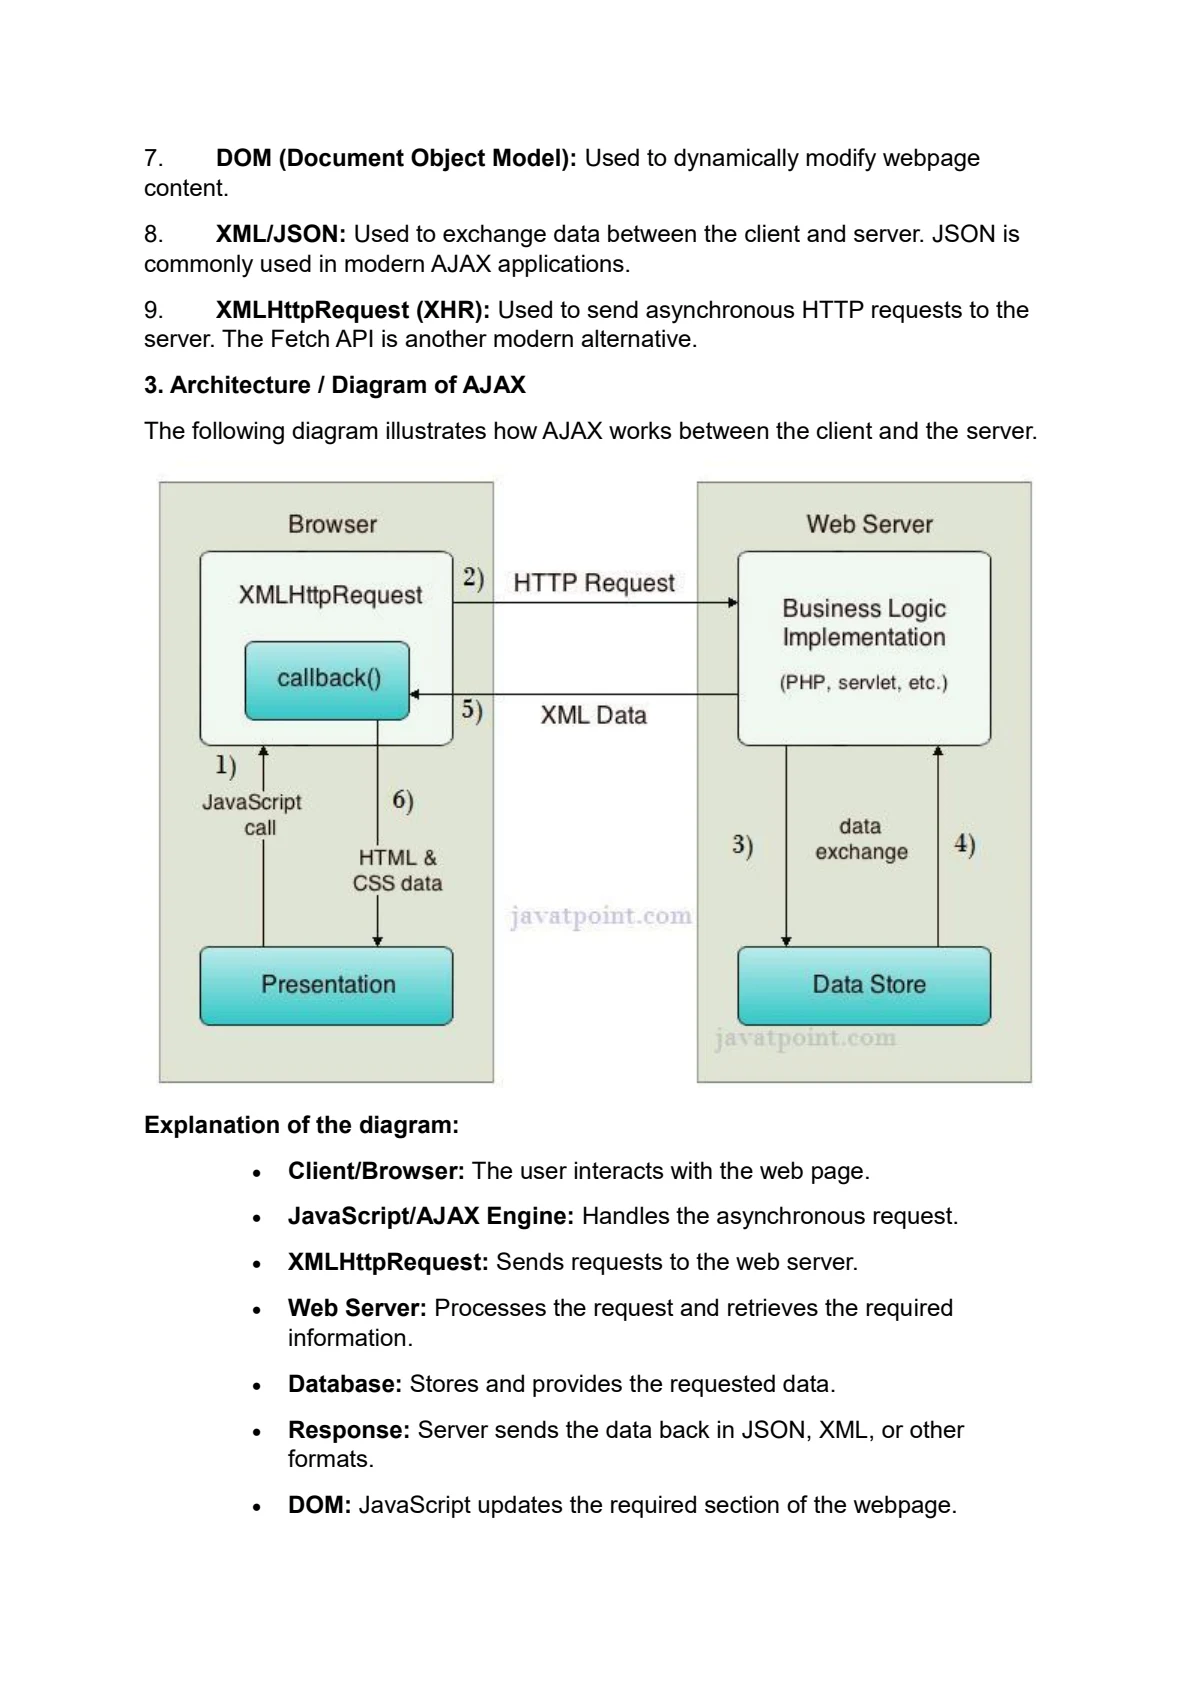 7. DOM (Document Object Model): Used to dynamically modify webpage
content.
8. XML/JSON: Used to exchange data between the client and server. JSON is
commonly used in modern AJAX applications.
9. XMLHttpRequest (XHR): Used to send asynchronous HTTP requests to the
server. The Fetch API is another modern alternative.
3. Architecture / Diagram of AJAX
The following diagram illustrates how AJAX works between the client and the server.
Browser
XMLHttpRequest
callback()
1)
JavaScript
call
6)
HTML &
CSS data
Presentation
2)
HTTP Request
5)
XML Data
javatpoint.com
Web Server
Business Logic
Implementation
(PHP, servlet, etc.)
3)
data
exchange
4)
Data Store
javatpoint.com
Explanation of the diagram:
• Client/Browser: The user interacts with the web page.
• JavaScript/AJAX Engine: Handles the asynchronous request.
• XMLHttpRequest: Sends requests to the web server.
• Web Server: Processes the request and retrieves the required
information.
• Database: Stores and provides the requested data.
• Response: Server sends the data back in JSON, XML, or other
formats.
• DOM: JavaScript updates the required section of the webpage.